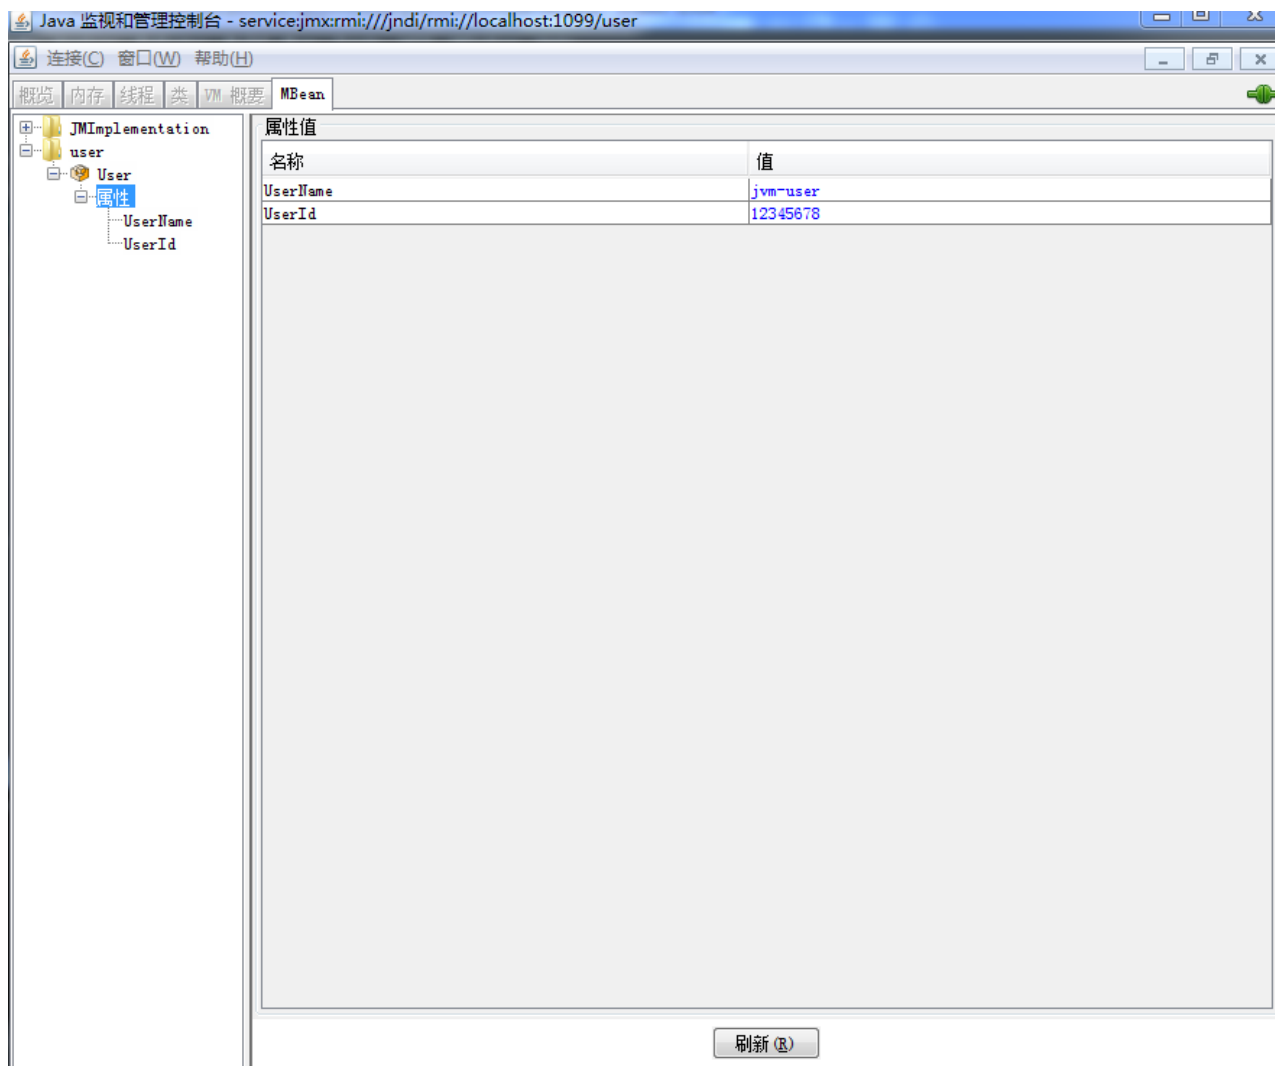 Java 监视和管理控制台 - service:jmx:rmi:///jndi/rmi://localhost:1099/user
连接(C) 窗口(W) 帮助(H)
概览 内存 线程 类 VM 概要 MBean
JMImplementation
user
User
属性
UserName
UserId
属性值
名称 值
UserName jvm-user
UserId 12345678
刷新(R)